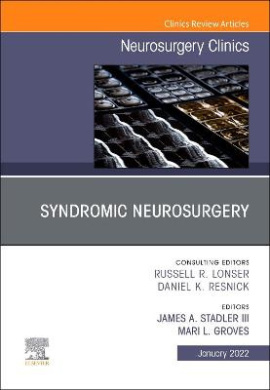 Clinics Review Articles
Neurosurgery Clinics
SYNDROMIC NEUROSURGERY
CONSULTING EDITORS
RUSSELL R. LONSER
DANIEL K. RESNICK
EDITORS
JAMES A. STADLER III
MARI L. GROVES
ELSEVIER
January 2022